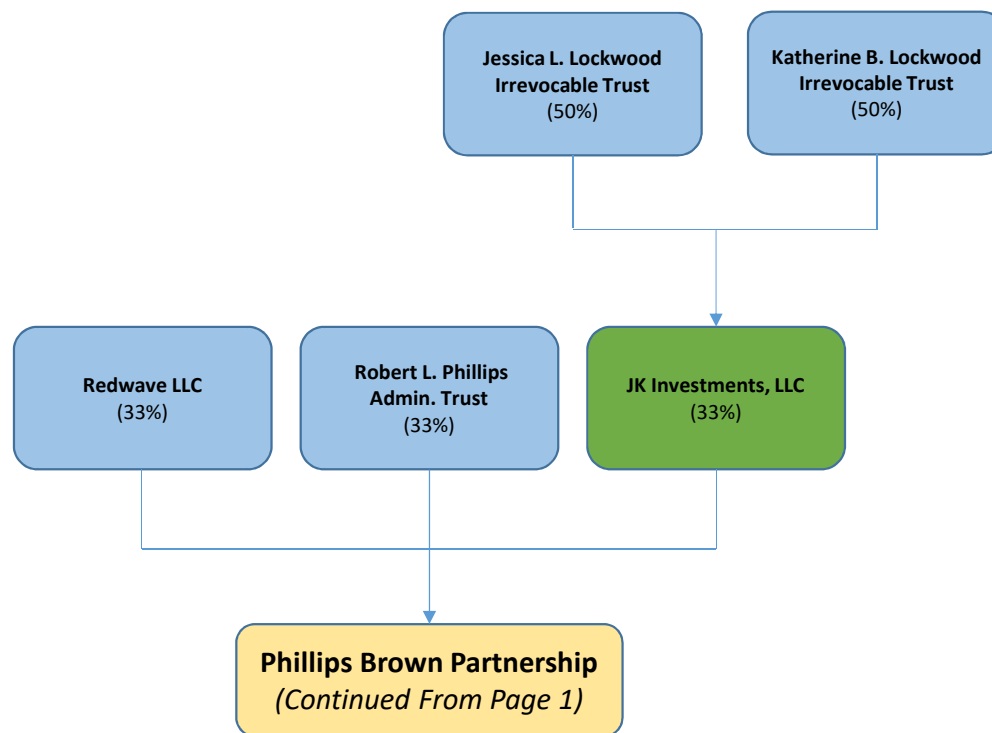 Jessica L. Lockwood
Irrevocable Trust
(50%)
Katherine B. Lockwood
Irrevocable Trust
(50%)
Redwave LLC
(33%)
Robert L. Phillips
Admin. Trust
(33%)
JK Investments, LLC
(33%)
Phillips Brown Partnership
(Continued From Page 1)